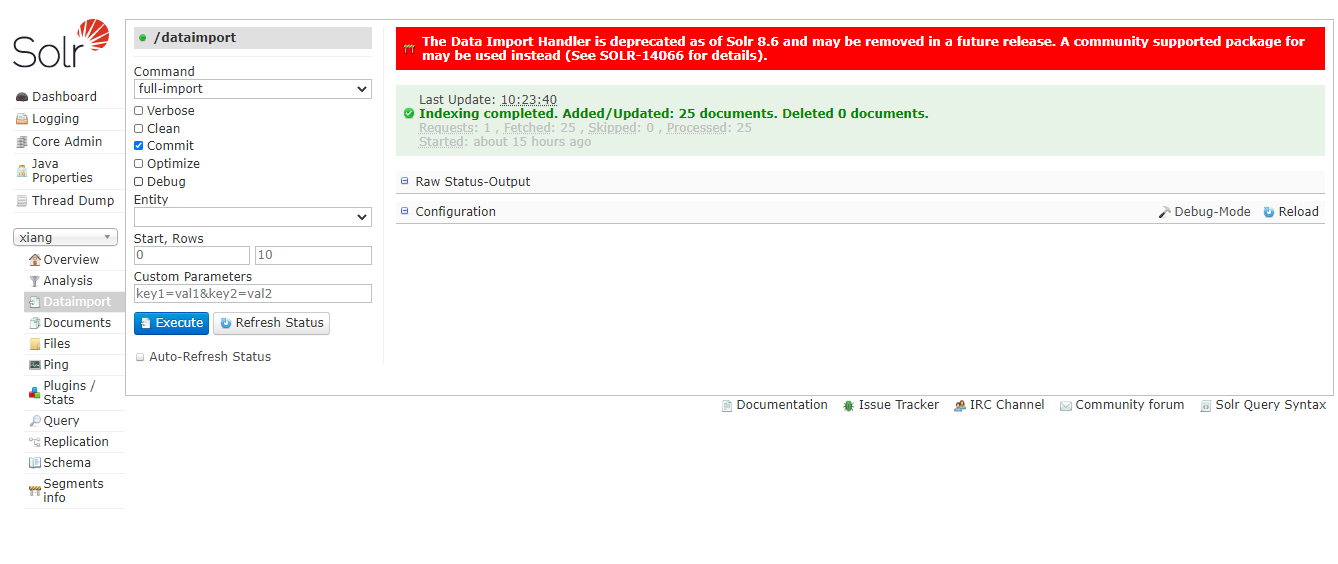 Solr
Dashboard
Logging
Core Admin
Java
Properties
Thread Dump
xiang
Overview
Analysis
Dataimport
Documents
Files
Ping
Plugins /
Stats
Query
Replication
Schema
Segments
info
/dataimport
Command
full-import
Verbose
Clean
Commit
Optimize
Debug
Entity
Start, Rows
0 10
Custom Parameters
key1=val1&key2=val2
Execute Refresh Status
Auto-Refresh Status
The Data Import Handler is deprecated as of Solr 8.6 and may be removed in a future release. A community supported package for
may be used instead (See SOLR-14066 for details).
Last Update: 10:23:40
Indexing completed. Added/Updated: 25 documents. Deleted 0 documents.
Requests: 1 , Fetched: 25 , Skipped: 0 , Processed: 25
Started: about 15 hours ago
Raw Status-Output
Configuration Debug-Mode Reload
Documentation Issue Tracker IRC Channel Community forum Solr Query Syntax